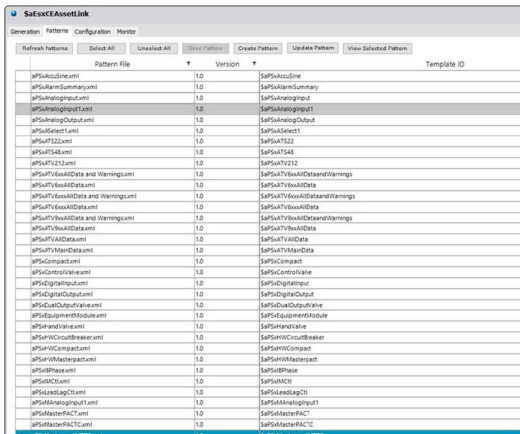 $aEsxCEAssetLink
Generation Patterns Configuration Monitor
Refresh Patterns Select All Unselect All Save Pattern Create Pattern Update Pattern View Selected Pattern
Pattern File Version Template ID
aPSxAccuSine.xml 1.0 $aPSxAccuSine
aPSxAlarmSummary.xml 1.0 $aPSxAlarmSummary
aPSxAnalogInput.xml 1.0 $aPSxAnalogInput
aPSxAnalogInput1.xml 1.0 $aPSxAnalogInput1
aPSxAnalogOutput.xml 1.0 $aPSxAnalogOutput
aPSxASelect1.xml 1.0 $aPSxASelect1
aPSxATS22.xml 1.0 $aPSxATS22
aPSxATS48.xml 1.0 $aPSxATS48
aPSxATV212.xml 1.0 $aPSxATV212
aPSxATV6xxAllData and Warnings.xml 1.0 $aPSxATV6xxAllDataandWarnings
aPSxATV6xxAllData.xml 1.0 $aPSxATV6xxAllData
aPSxATV6xxxAllData and Warnings.xml 1.0 $aPSxATV6xxxAllDataandWarnings
aPSxATV6xxxAllData.xml 1.0 $aPSxATV6xxxAllData
aPSxATV9xxAllData and Warnings.xml 1.0 $aPSxATV9xxAllDataandWarnings
aPSxATV9xxAllData.xml 1.0 $aPSxATV9xxAllData
aPSxATVAllData.xml 1.0 $aPSxATVAllData
aPSxATVMainData.xml 1.0 $aPSxATVMainData
aPSxCompact.xml 1.0 $aPSxCompact
aPSxControlValve.xml 1.0 $aPSxControlValve
aPSxDigitalInput.xml 1.0 $aPSxDigitalInput
aPSxDigitalOutput.xml 1.0 $aPSxDigitalOutput
aPSxDualOutputValve.xml 1.0 $aPSxDualOutputValve
aPSxEquipmentModule.xml 1.0 $aPSxEquipmentModule
aPSxHandValve.xml 1.0 $aPSxHandValve
aPSxHWCircuitBreaker.xml 1.0 $aPSxHWCircuitBreaker
aPSxHWCompact.xml 1.0 $aPSxHWCompact
aPSxHWMasterpact.xml 1.0 $aPSxHWMasterpact
aPSxIBPhase.xml 1.0 $aPSxIBPhase
aPSxIMCtl.xml 1.0 $aPSxIMCtl
aPSxLeadLagCtl.xml 1.0 $aPSxLeadLagCtl
aPSxMAnalogInput1.xml 1.0 $aPSxMAnalogInput1
aPSxMasterPACT.xml 1.0 $aPSxMasterPACT
aPSxMasterPACTC.xml 1.0 $aPSxMasterPACTC